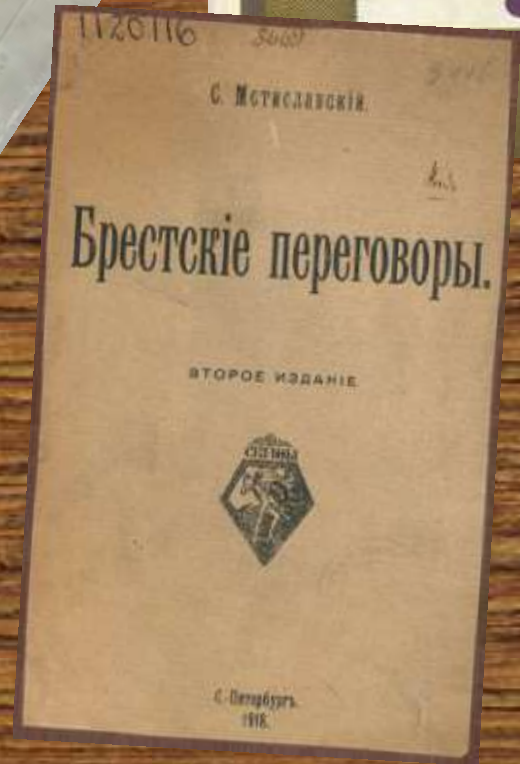 1120116
С. Мстиславскій.
Брестскіе переговоры.
ВТОРОЕ ИЗДАНІЕ
С.-Петербургъ.
1918.